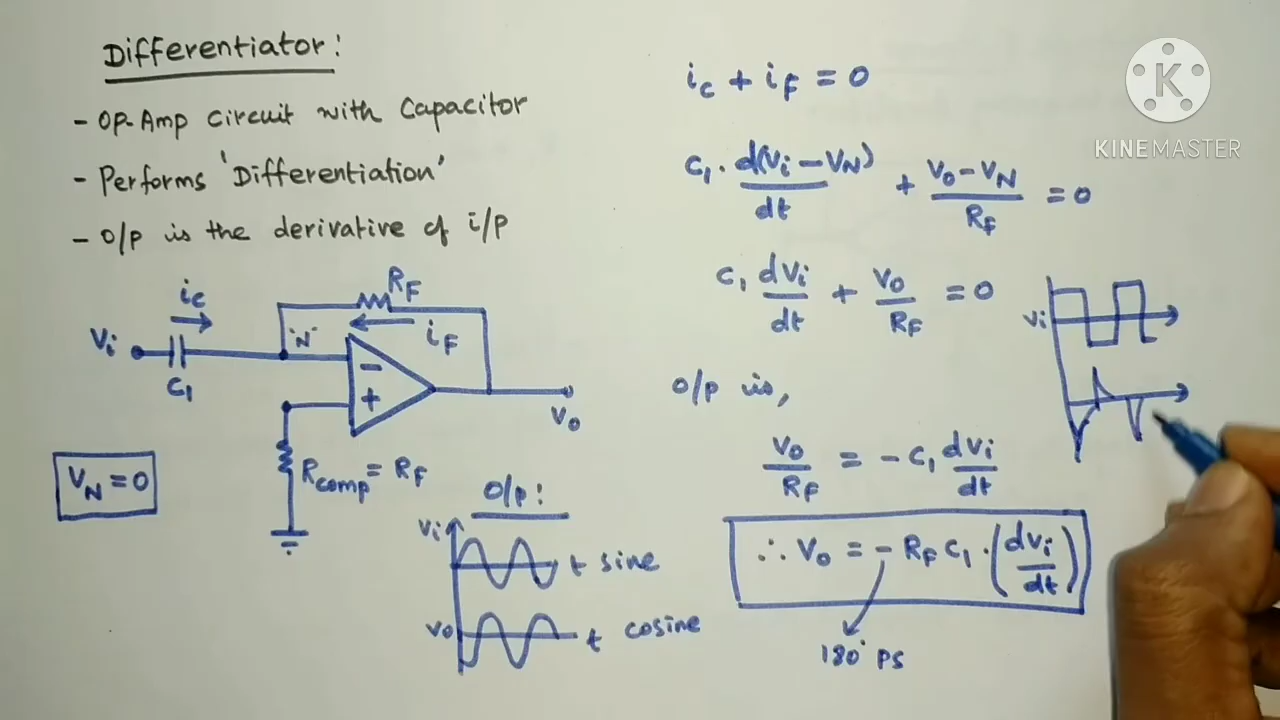 Differentiator:
- OP-Amp circuit with Capacitor
- Performs 'Differentiation'
- O/P is the derivative of i/p
ic
RF
Vi
'N'
iF
C1
−
+
Vo
VN = 0
Rcomp = RF
O/p:
Vi
t sine
Vo
t cosine
ic + iF = 0
C1 · d(Vi − VN)/dt + Vo − VN/RF = 0
C1 dVi/dt + Vo/RF = 0
O/p is,
Vo/RF = − C1 dVi/dt
∴ Vo = − RF C1 · (dVi/dt)
180° PS
Vi
K
KINEMASTER